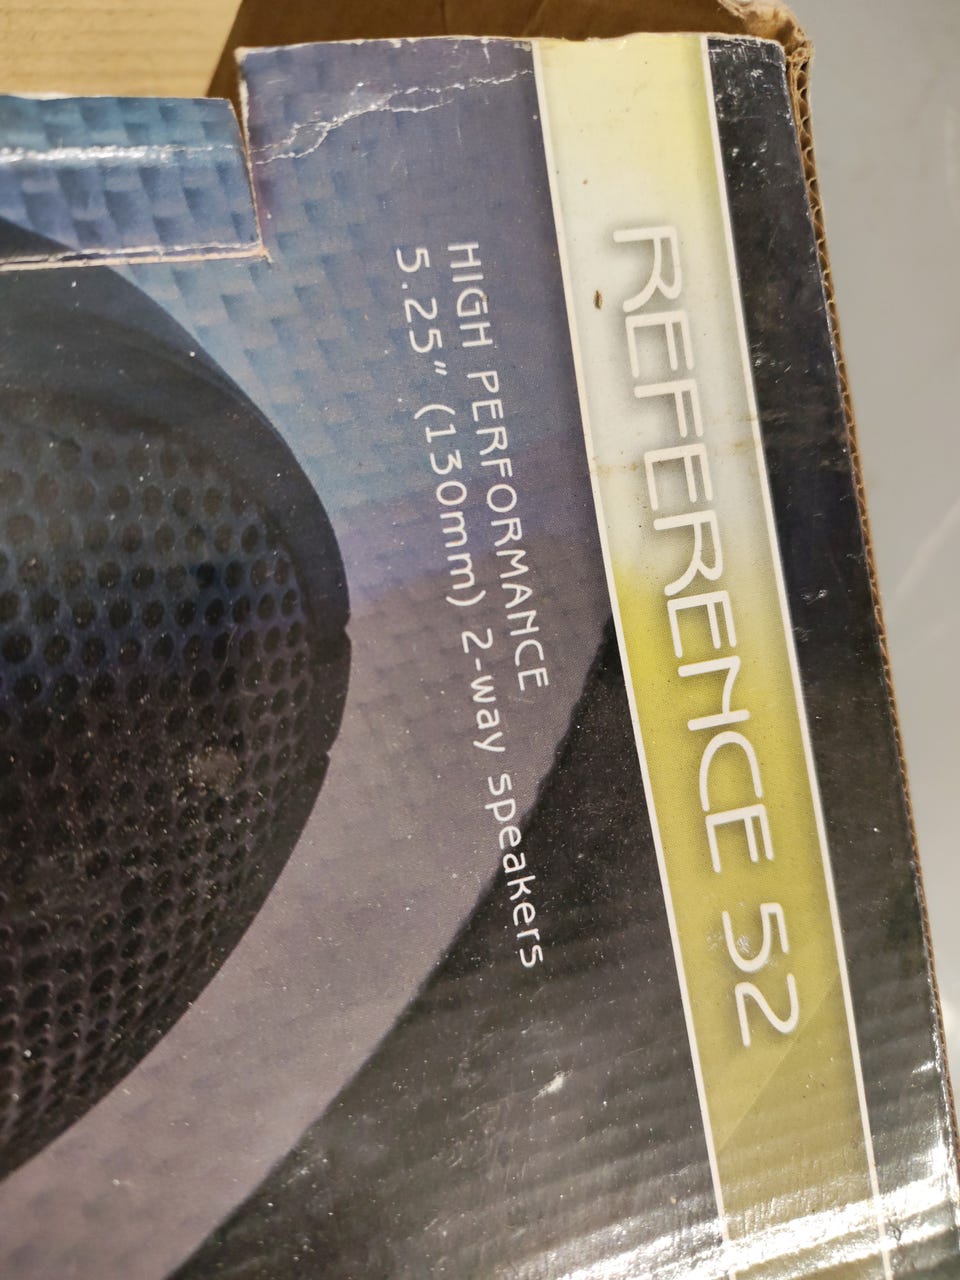 REFERENCE 52
HIGH PERFORMANCE
5.25" (130mm) 2-way speakers